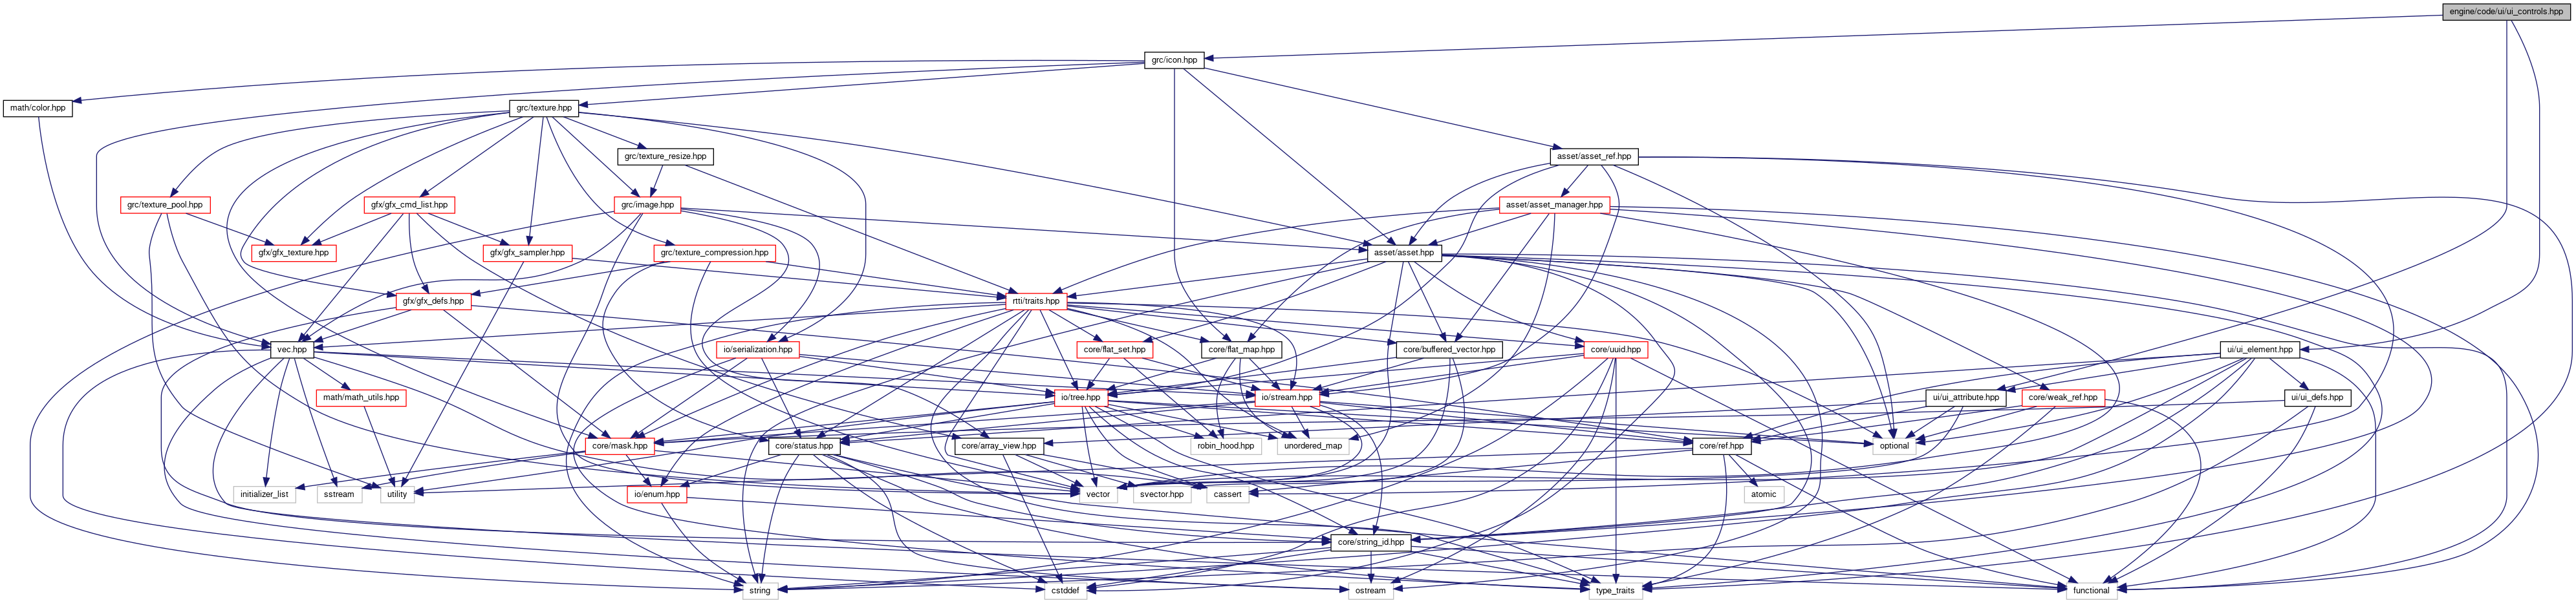 engine/code/ui/ui_controls.hpp
grc/icon.hpp
math/color.hpp
grc/texture.hpp
grc/texture_resize.hpp
asset/asset_ref.hpp
grc/texture_pool.hpp
gfx/gfx_cmd_list.hpp
grc/image.hpp
asset/asset_manager.hpp
gfx/gfx_texture.hpp
gfx/gfx_sampler.hpp
grc/texture_compression.hpp
asset/asset.hpp
gfx/gfx_defs.hpp
rtti/traits.hpp
vec.hpp
io/serialization.hpp
core/flat_set.hpp
core/flat_map.hpp
core/buffered_vector.hpp
core/uuid.hpp
ui/ui_element.hpp
math/math_utils.hpp
io/tree.hpp
io/stream.hpp
ui/ui_attribute.hpp
core/weak_ref.hpp
ui/ui_defs.hpp
core/mask.hpp
core/status.hpp
core/array_view.hpp
robin_hood.hpp
unordered_map
core/ref.hpp
optional
initializer_list
sstream
utility
io/enum.hpp
vector
svector.hpp
cassert
atomic
core/string_id.hpp
string
cstddef
ostream
type_traits
functional